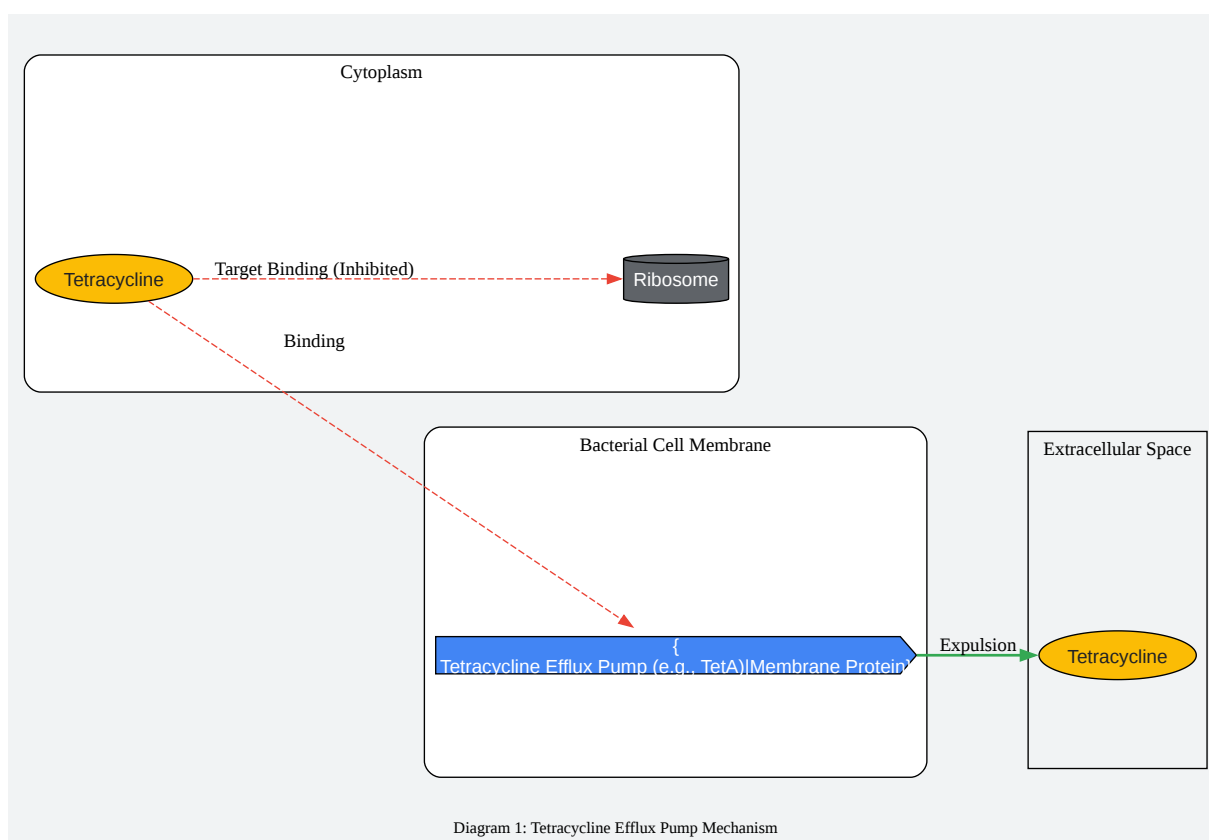 Cytoplasm
Tetracycline
Target Binding (Inhibited)
Ribosome
Binding
Bacterial Cell Membrane
Extracellular Space
{
Tetracycline Efflux Pump (e.g., TetA)|Membrane Protein}
Expulsion
Tetracycline
Diagram 1: Tetracycline Efflux Pump Mechanism